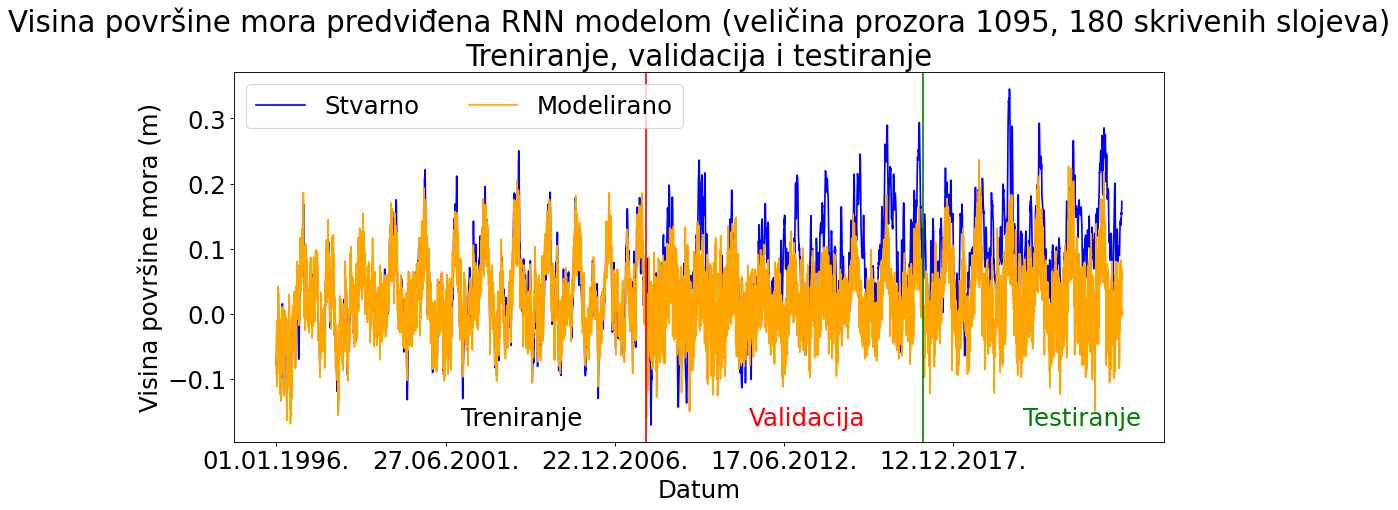 Visina površine mora predviđena RNN modelom (veličina prozora 1095, 180 skrivenih slojeva)
Treniranje, validacija i testiranje
Stvarno Modelirano
Visina površine mora (m)
0.3
0.2
0.1
0.0
−0.1
Treniranje Validacija Testiranje
01.01.1996. 27.06.2001. 22.12.2006. 17.06.2012. 12.12.2017.
Datum